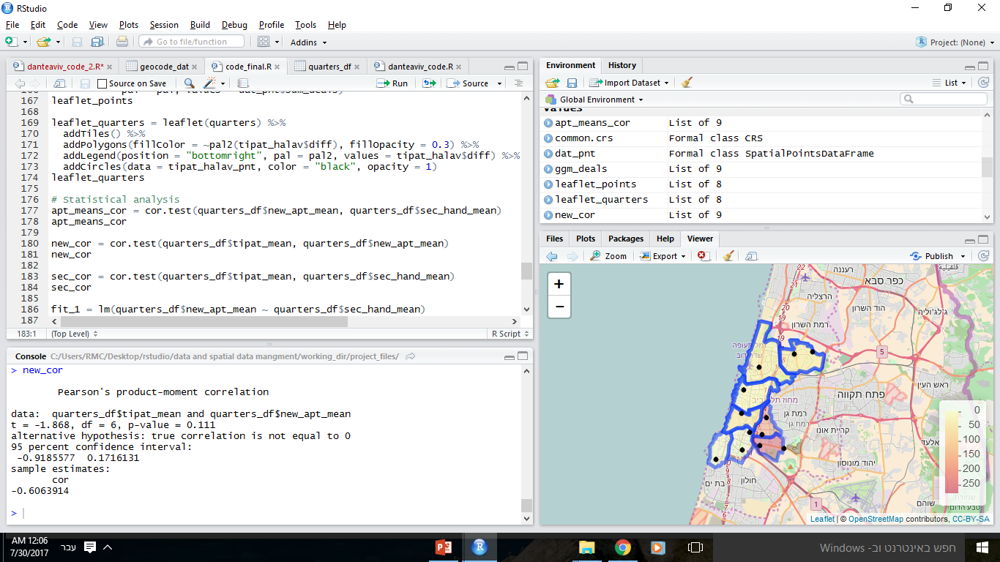 RStudio
File Edit Code View Plots Session Build Debug Profile Tools Help
Go to file/function Addins Project: (None)
danteaviv_code_2.R* geocode_dat code_final.R quarters_df danteaviv_code.R
Source on Save Run Source
167 leaflet_points
168
169 leaflet_quarters = leaflet(quarters) %>%
170 addTiles() %>%
171 addPolygons(fillColor = ~pal2(tipat_halav$diff), fillOpacity = 0.3) %>%
172 addLegend(position = "bottomright", pal = pal2, values = tipat_halav$diff) %>%
173 addCircles(data = tipat_halav_pnt, color = "black", opacity = 1)
174 leaflet_quarters
175
176 # Statistical analysis
177 apt_means_cor = cor.test(quarters_df$new_apt_mean, quarters_df$sec_hand_mean)
178 apt_means_cor
179
180 new_cor = cor.test(quarters_df$tipat_mean, quarters_df$new_apt_mean)
181 new_cor
182
183 sec_cor = cor.test(quarters_df$tipat_mean, quarters_df$sec_hand_mean)
184 sec_cor
185
186 fit_1 = lm(quarters_df$new_apt_mean ~ quarters_df$sec_hand_mean)
187
183:1 (Top Level) R Script
Console C:/Users/RMC/Desktop/rstudio/data and spatial data managment/working_dir/project_files/
> new_cor
Pearson's product-moment correlation
data: quarters_df$tipat_mean and quarters_df$new_apt_mean
t = -1.868, df = 6, p-value = 0.111
alternative hypothesis: true correlation is not equal to 0
95 percent confidence interval:
-0.9185577 0.1716131
sample estimates:
cor
-0.6063914
>
Environment History
Import Dataset List
Global Environment
Values
apt_means_cor List of 9
common.crs Formal class CRS
dat_pnt Formal class SpatialPointsDataFrame
ggm_deals List of 9
leaflet_points List of 8
leaflet_quarters List of 8
new_cor List of 9
Files Plots Packages Help Viewer
Zoom Export Publish
+
−
רעננה
כפר סבא
הרצליה
הוד השרון
ג'לג'וליה
רמת השרון
22
21
20
19
19
5
ראש העין
פתח תקווה
רמת גן
רמת גן
קריית אונו
אלעד
יהוד מונוסון
חולון
בת ים
שוהם
1
0
50
100
150
200
250
Leaflet | © OpenStreetMap contributors, CC-BY-SA
AM 12:06
7/30/2017
עבר
חפש באינטרנט וב- Windows